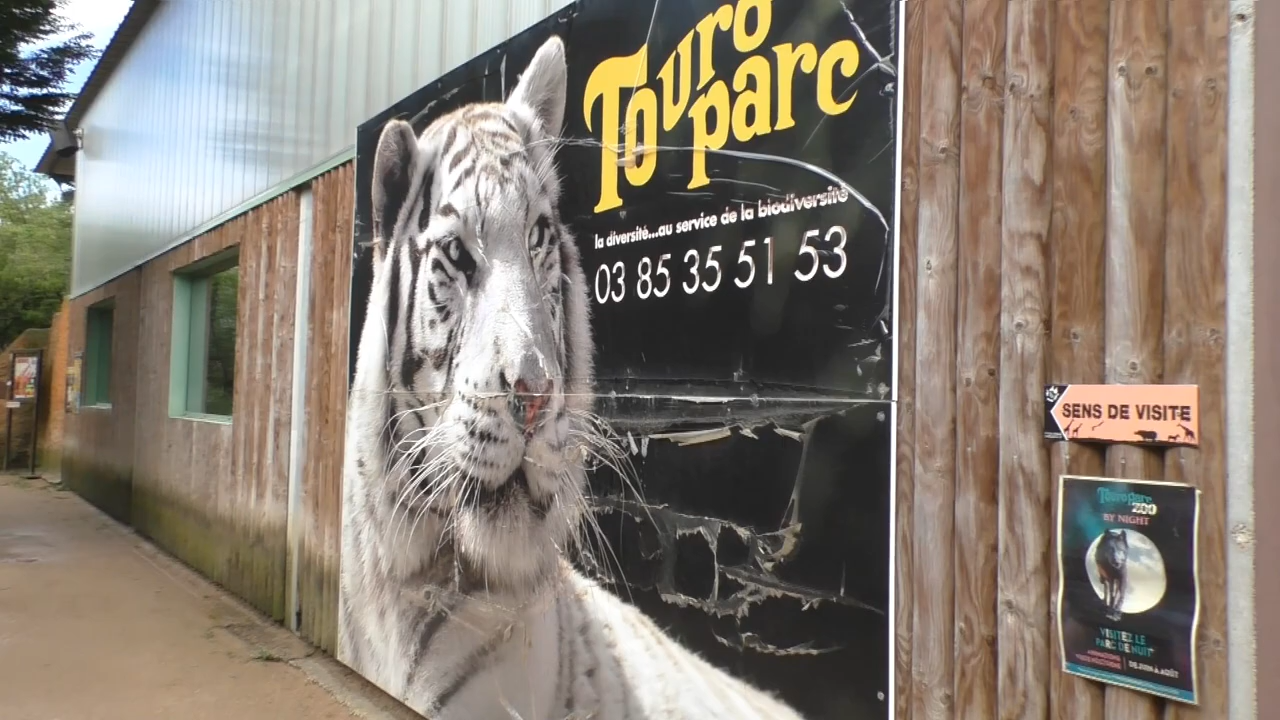 Touro
parc
la diversité...au service de la biodiversité
03 85 35 51 53
SENS DE VISITE
Touroparc
ZOO
BY NIGHT
VISITEZ LE
PARC DE NUIT